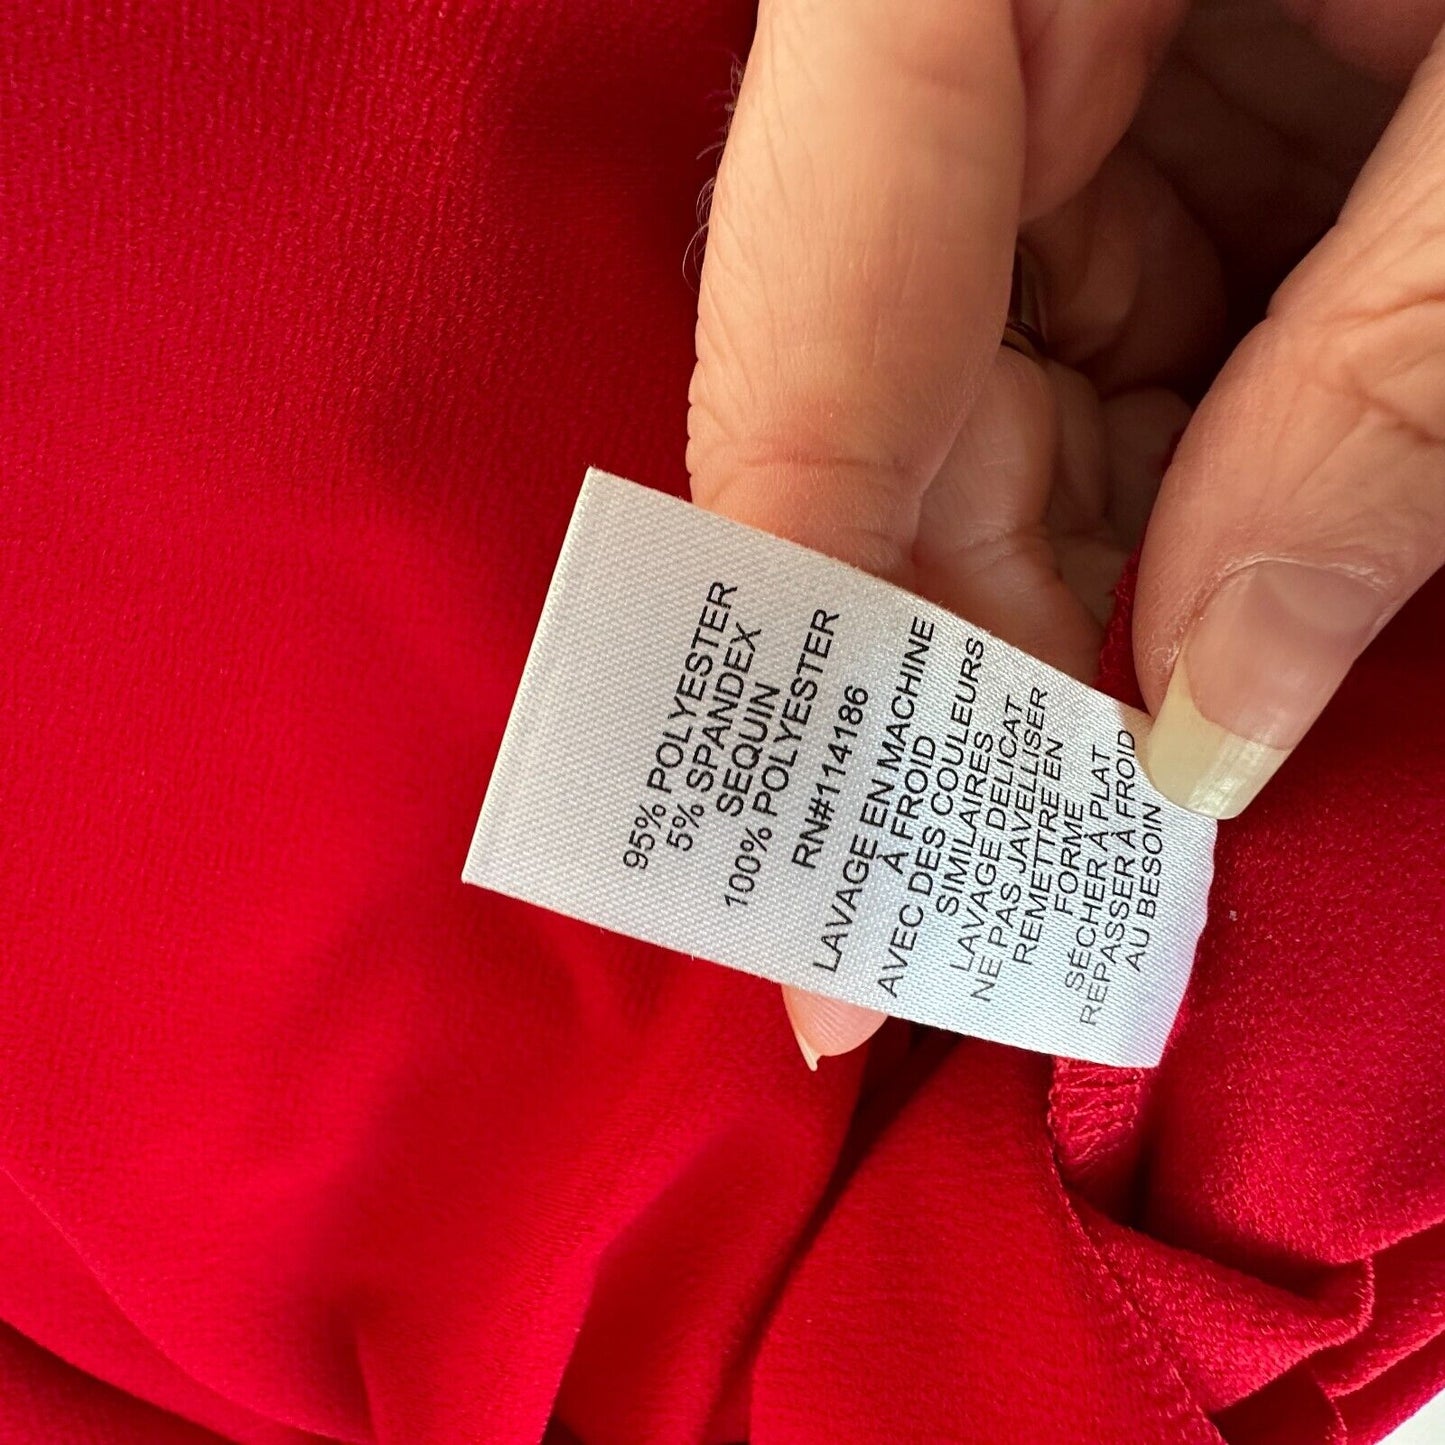 95% POLYESTER
5% SPANDEX
SEQUIN
100% POLYESTER
RN#114186
LAVAGE EN MACHINE
À FROID
AVEC DES COULEURS
SIMILAIRES
LAVAGE DELICAT
NE PAS JAVELLISER
REMETTRE EN
FORME
SÉCHER À PLAT
REPASSER À FROID
AU BESOIN